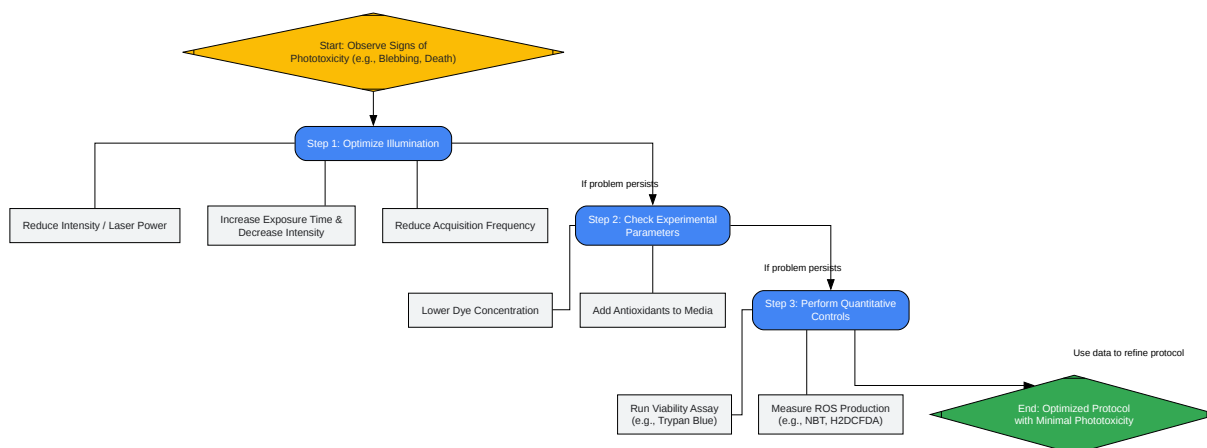 Start: Observe Signs of
Phototoxicity (e.g., Blebbing, Death)
Step 1: Optimize Illumination
If problem persists
Reduce Intensity / Laser Power
Increase Exposure Time &
Decrease Intensity
Reduce Acquisition Frequency
Step 2: Check Experimental
Parameters
If problem persists
Lower Dye Concentration
Add Antioxidants to Media
Step 3: Perform Quantitative
Controls
Use data to refine protocol
Run Viability Assay
(e.g., Trypan Blue)
Measure ROS Production
(e.g., NBT, H2DCFDA)
End: Optimized Protocol
with Minimal Phototoxicity